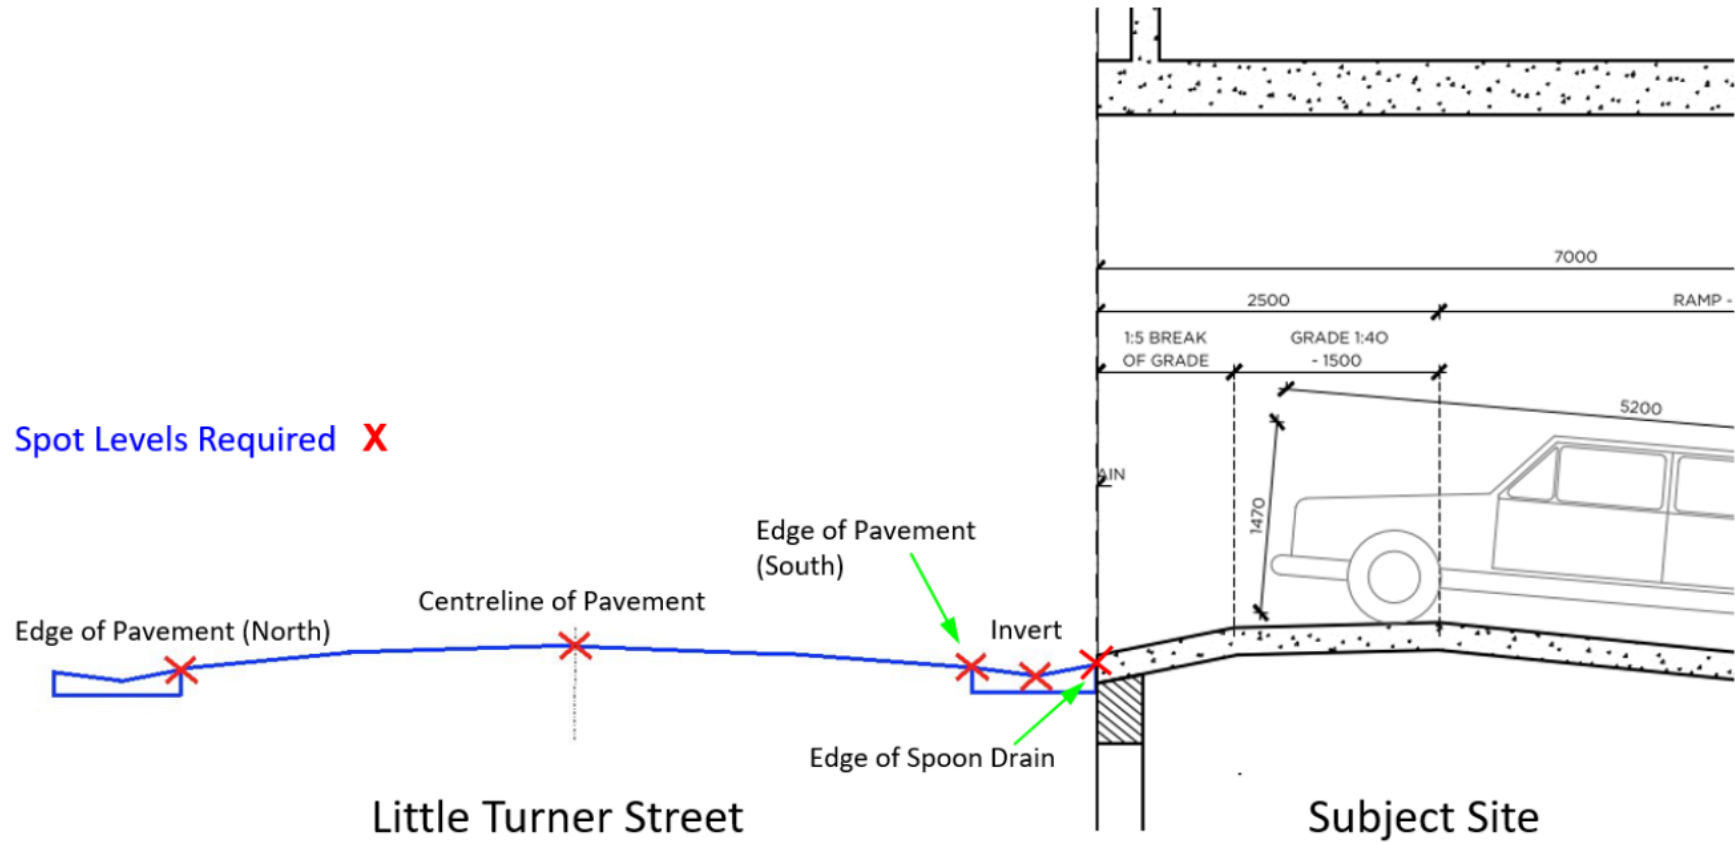 7000
2500
RAMP -
1:5 BREAK
OF GRADE
GRADE 1:40
- 1500
5200
Spot Levels Required X
AIN
1470
Edge of Pavement
(South)
Centreline of Pavement
Edge of Pavement (North)
Invert
Edge of Spoon Drain
Little Turner Street
Subject Site